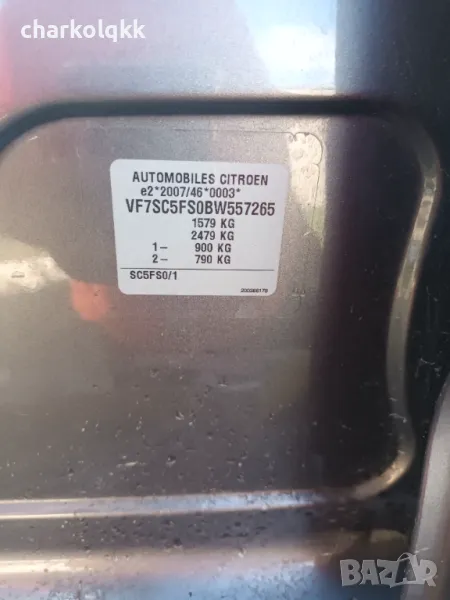 charkolqkk
AUTOMOBILES CITROEN
e2*2007/46*0003*
VF7SC5FS0BW557265
1579 KG
2479 KG
1– 900 KG
2– 790 KG
SC5FS0/1
BAZAR